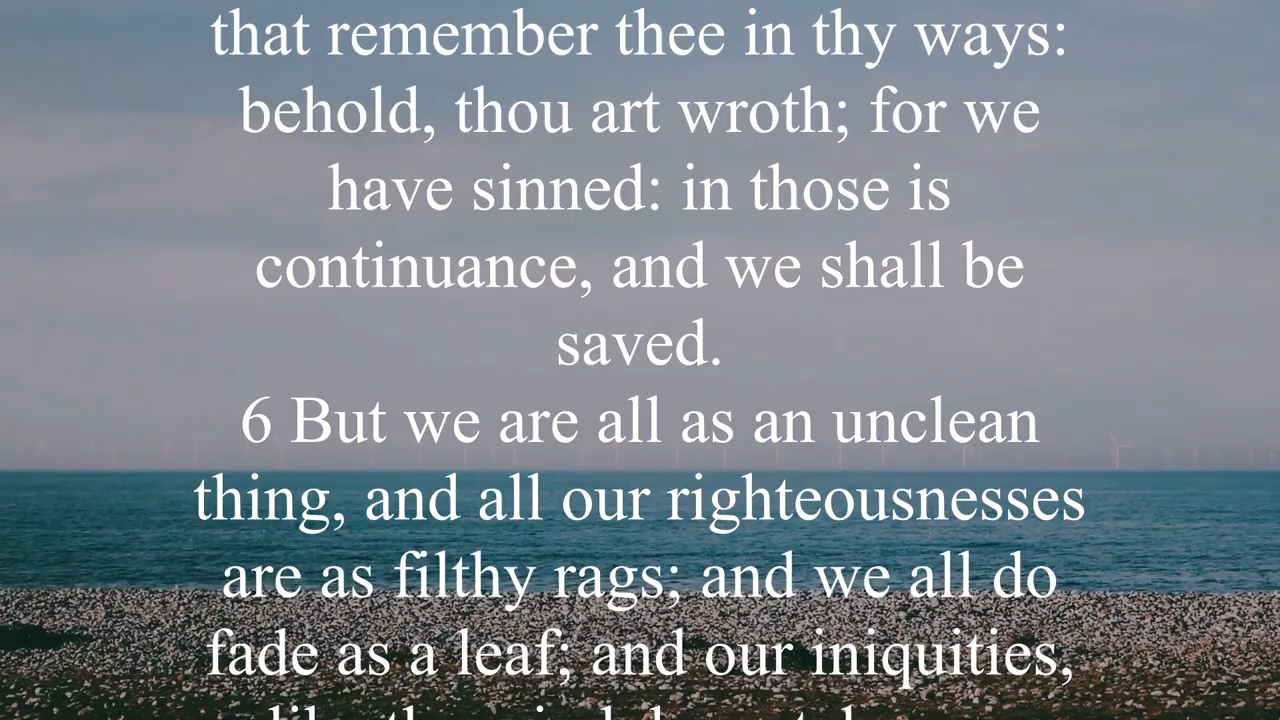 that remember thee in thy ways:
behold, thou art wroth; for we
have sinned: in those is
continuance, and we shall be
saved.
6 But we are all as an unclean
thing, and all our righteousnesses
are as filthy rags; and we all do
fade as a leaf; and our iniquities,